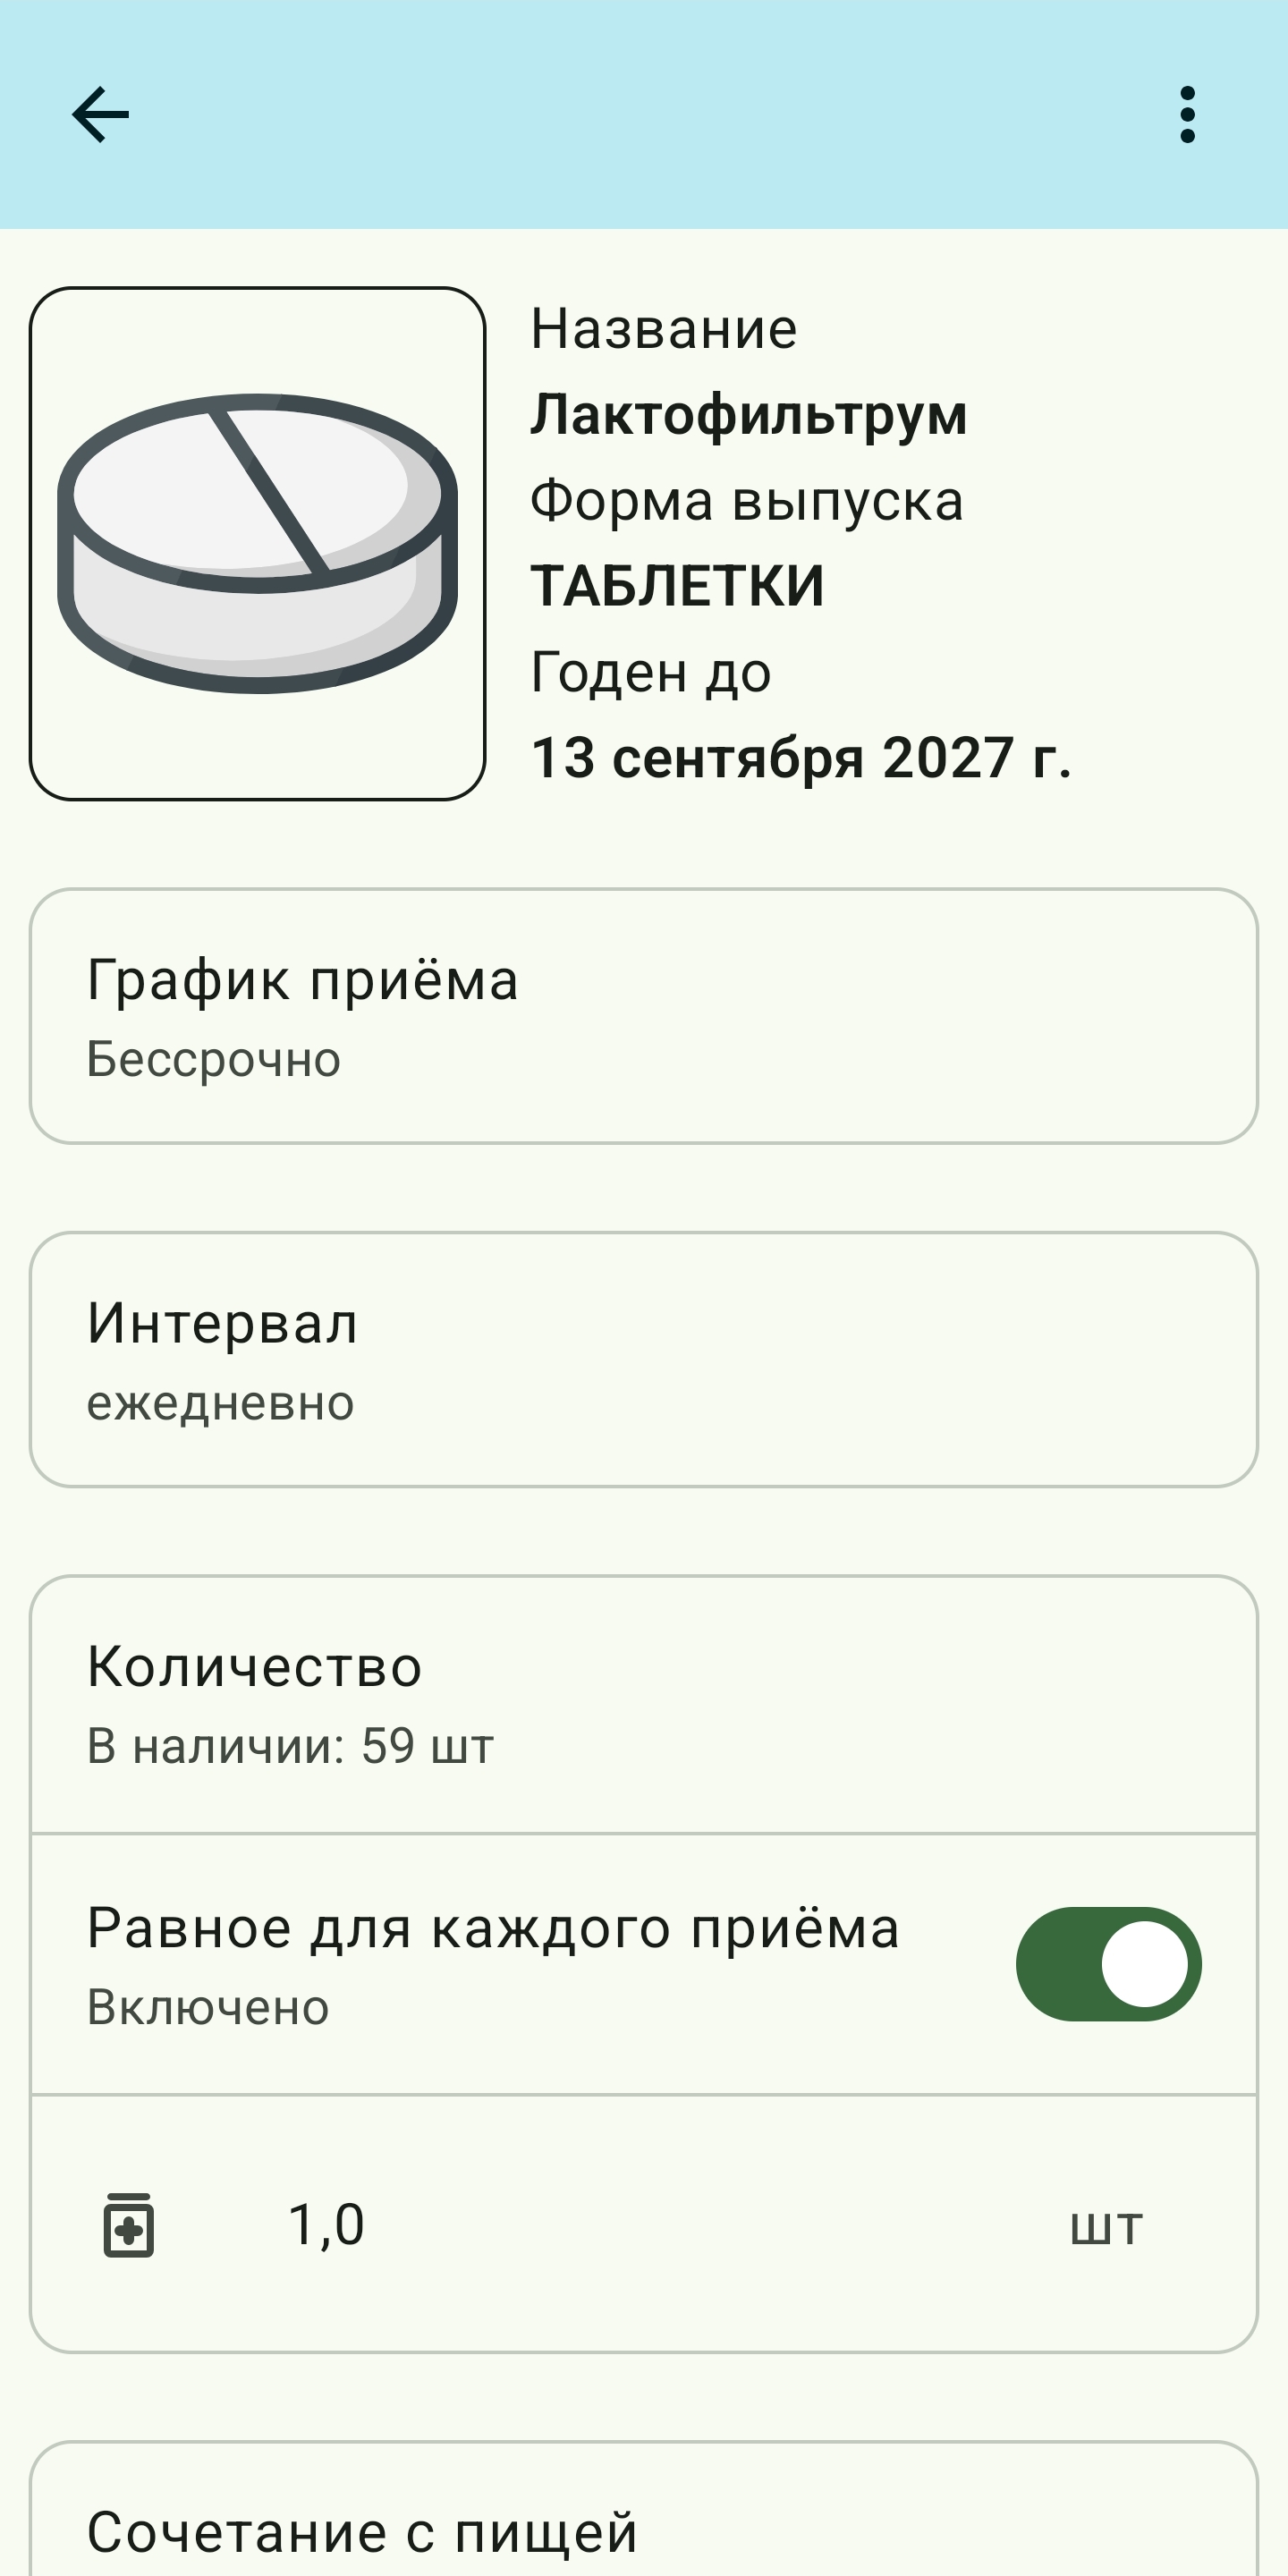 Название
Лактофильтрум
Форма выпуска
ТАБЛЕТКИ
Годен до
13 сентября 2027 г.
График приёма
Бессрочно
Интервал
ежедневно
Количество
В наличии: 59 шт
Равное для каждого приёма
Включено
1,0 шт
Сочетание с пищей